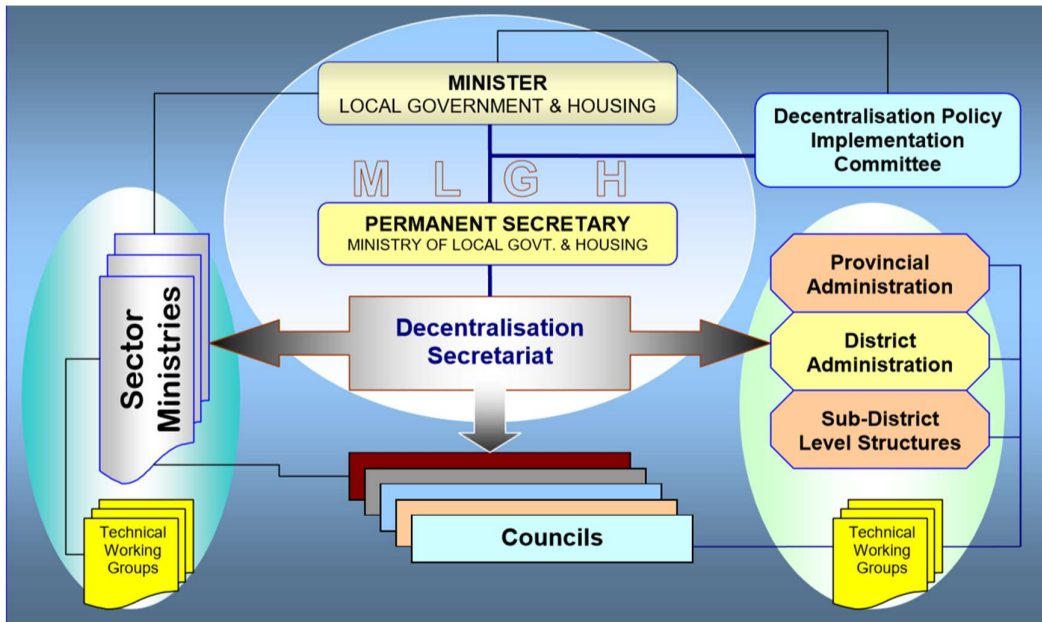 MINISTER
LOCAL GOVERNMENT & HOUSING
Decentralisation Policy
Implementation
Committee
M L G H
PERMANENT SECRETARY
MINISTRY OF LOCAL GOVT. & HOUSING
Provincial
Administration
Decentralisation
Secretariat
District
Administration
Sector
Ministries
Sub-District
Level Structures
Technical
Working
Groups
Councils
Technical
Working
Groups